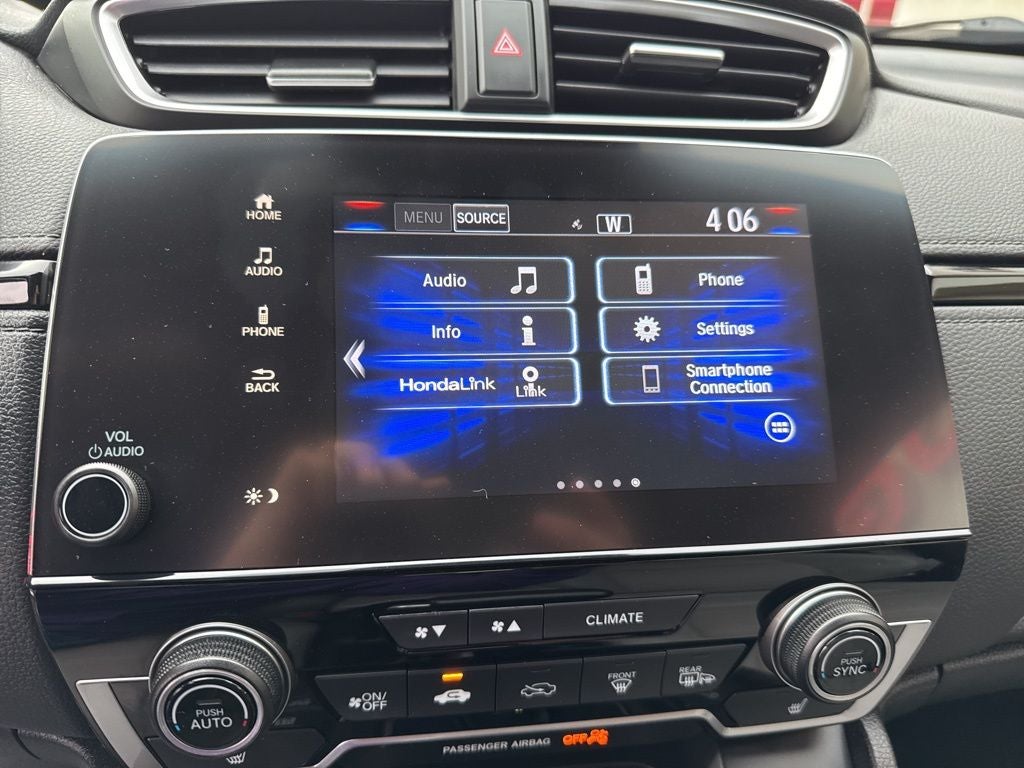 HOME
MENU
SOURCE
W
4 06
AUDIO
Audio
Phone
PHONE
Info
i
Settings
BACK
HondaLink
Link
Smartphone
Connection
VOL
AUDIO
CLIMATE
PUSH
AUTO
ON/
OFF
FRONT
REAR
PUSH
SYNC
PASSENGER AIRBAG
OFF